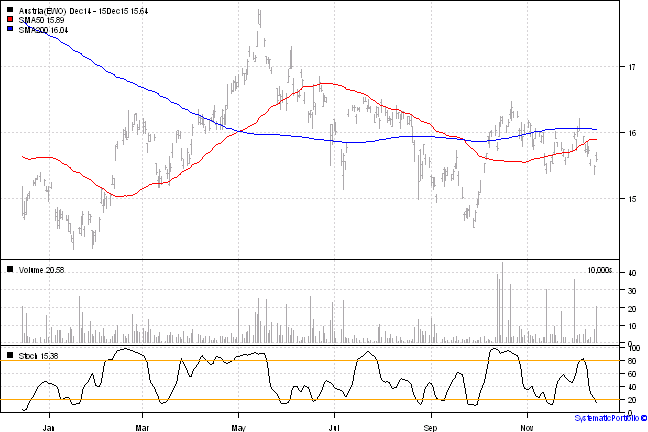 Austria(EWO) Dec14 - 15Dec15 15.64
SMA50 15.89
SMA200 16.04
17
16
15
Volume 20.58
10,000s
40
30
20
10
0
Stoch 15.38
100
80
60
40
20
0
Jan Mar May Jul Sep Nov
SystematicPortfolio ©